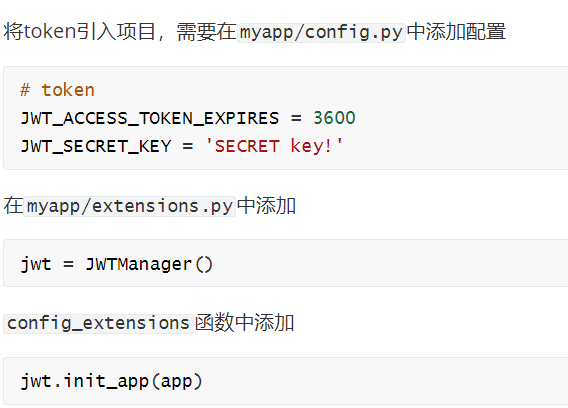 将token引入项目，需要在myapp/config.py中添加配置
# token
JWT_ACCESS_TOKEN_EXPIRES = 3600
JWT_SECRET_KEY = 'SECRET key!'
在myapp/extensions.py中添加
jwt = JWTManager()
config_extensions函数中添加
jwt.init_app(app)